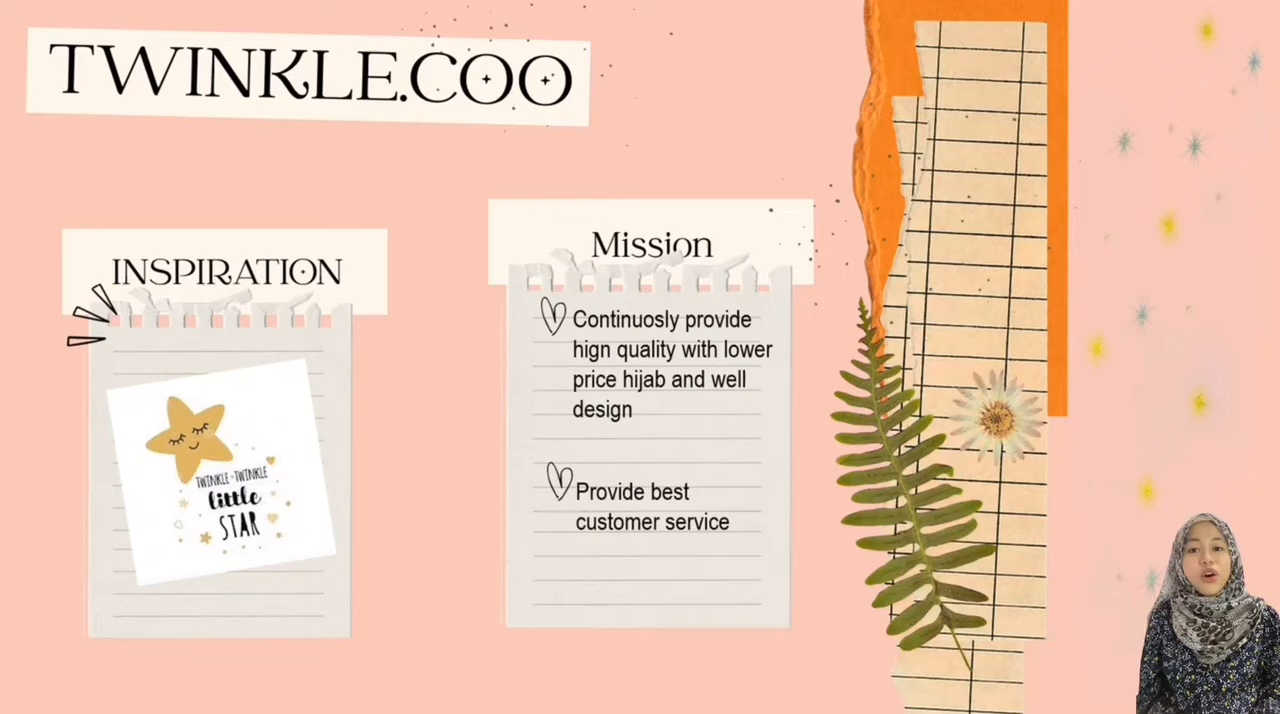 TWINKLE.COO
INSPIRATION
TWINKLE-TWINKLE
little
STAR
Mission
Continuosly provide
hign quality with lower
price hijab and well
design
Provide best
customer service